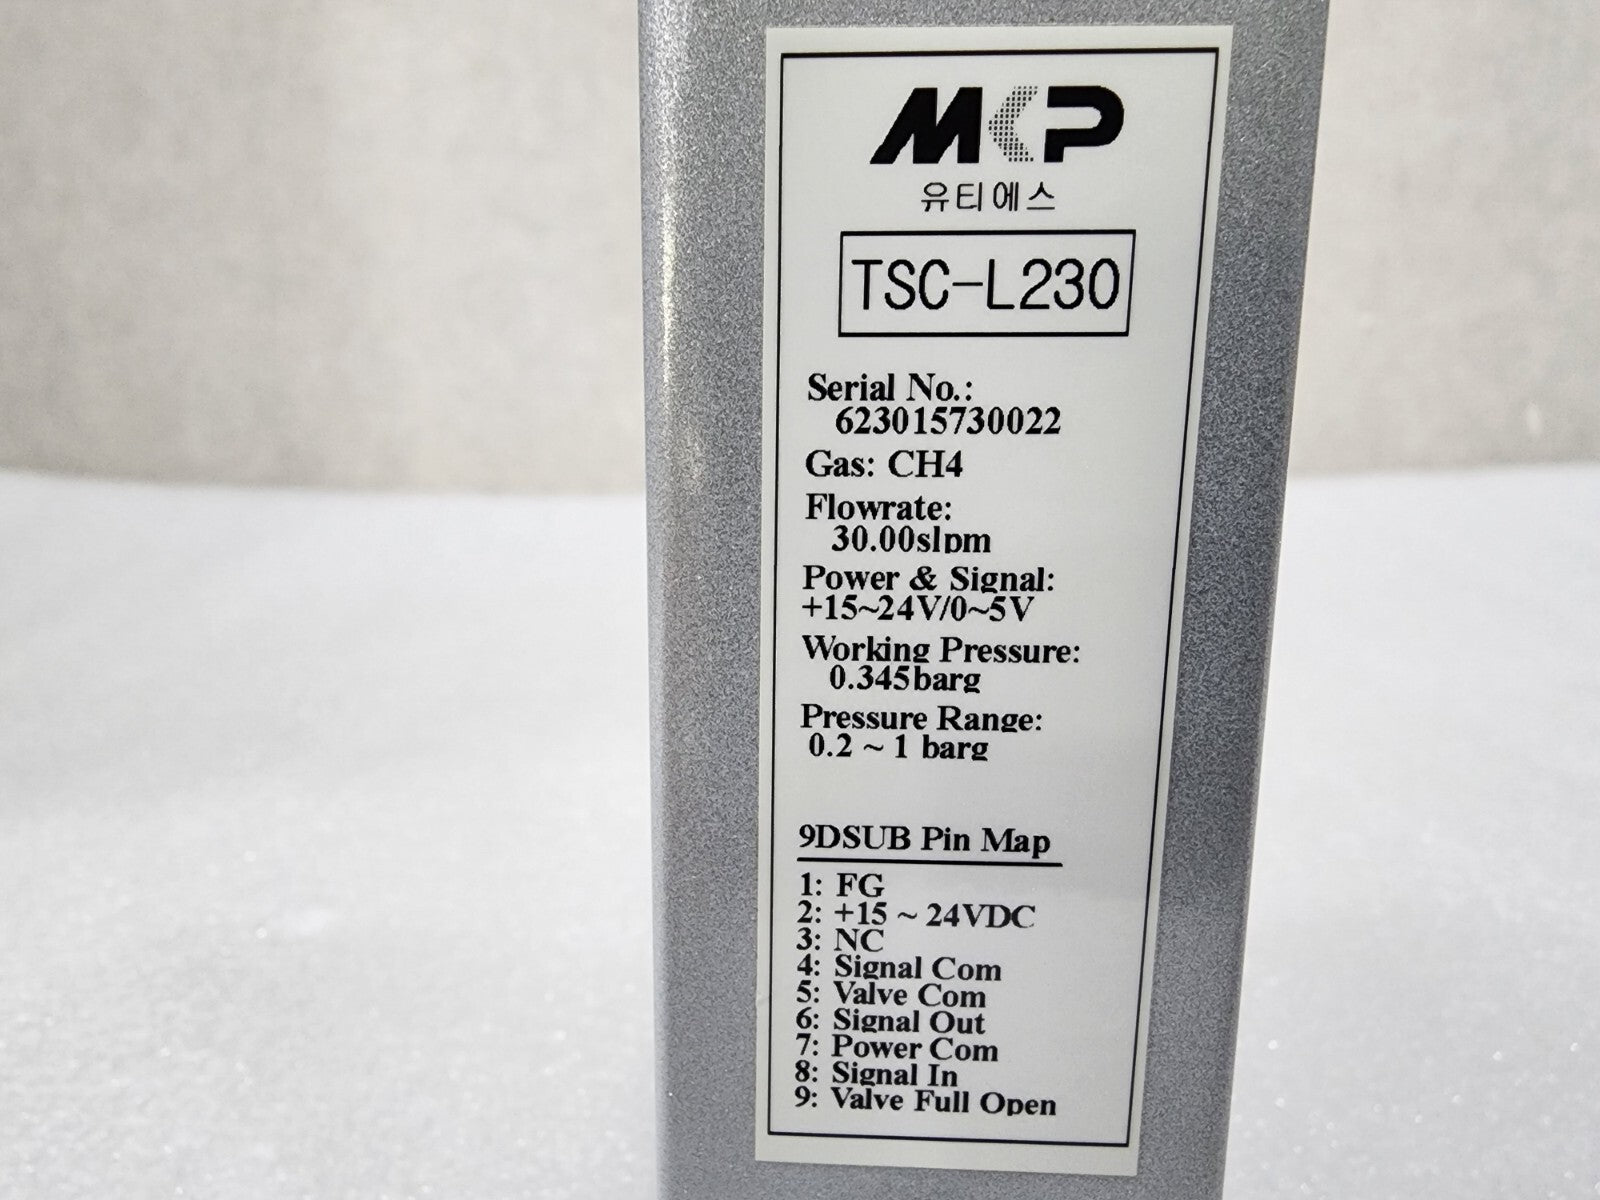 MKP
유티에스
TSC-L230
Serial No.:
623015730022
Gas: CH4
Flowrate:
30.00slpm
Power & Signal:
+15~24V/0~5V
Working Pressure:
0.345barg
Pressure Range:
0.2 ~ 1 barg
9DSUB Pin Map
1: FG
2: +15 ~ 24VDC
3: NC
4: Signal Com
5: Valve Com
6: Signal Out
7: Power Com
8: Signal In
9: Valve Full Open